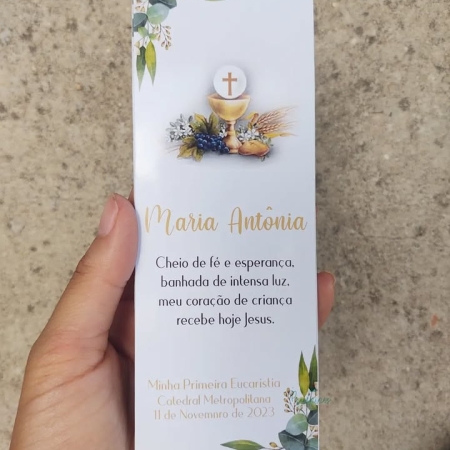 Maria Antônia
Cheio de fé e esperança,
banhada de intensa luz,
meu coração de criança
recebe hoje Jesus.
Minha Primeira Eucaristia
Catedral Metropolitana
11 de Novemnro de 2023